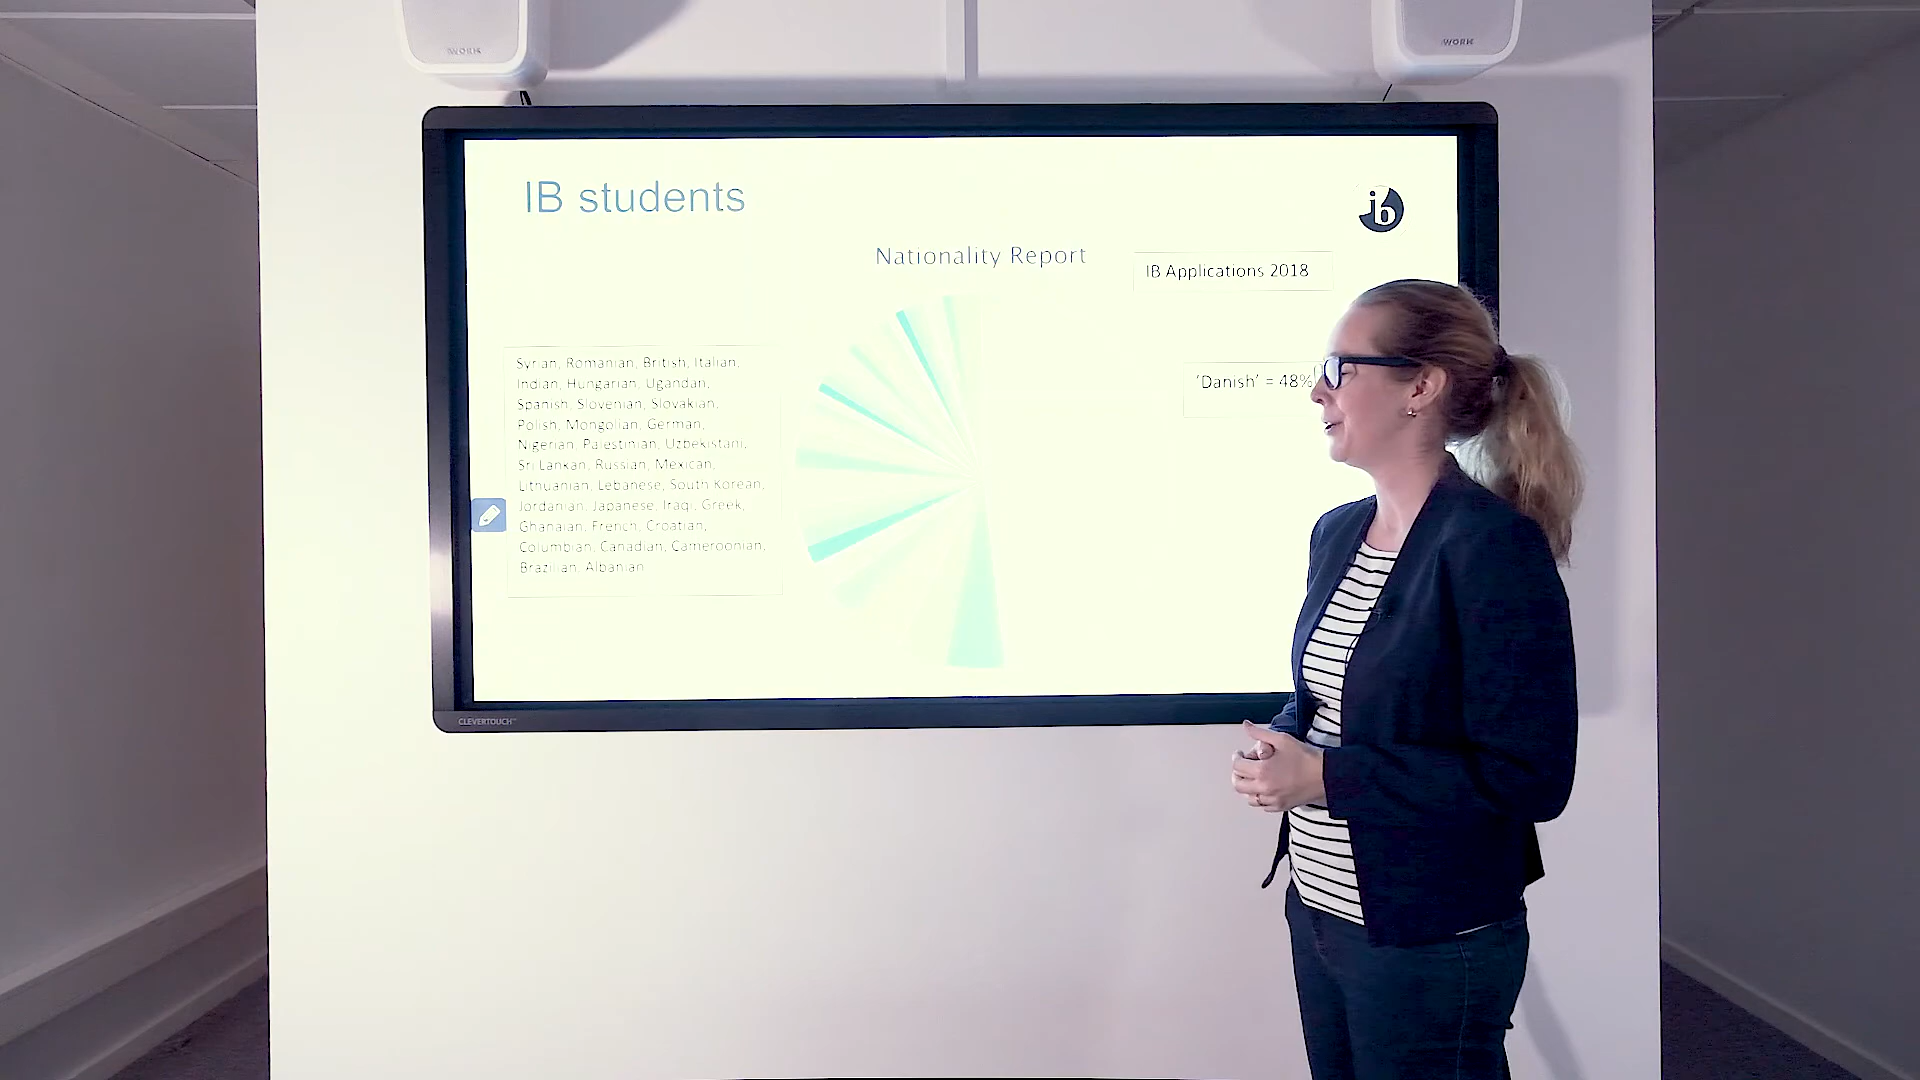 WORK
WORK
IB students
ib
Nationality Report
IB Applications 2018
Syrian, Romanian, British, Italian,
Indian, Hungarian, Ugandan,
Spanish, Slovenian, Slovakian,
Polish, Mongolian, German,
Nigerian, Palestinian, Uzbekistani,
Sri Lankan, Russian, Mexican,
Lithuanian, Lebanese, South Korean,
Jordanian, Japanese, Iraqi, Greek,
Ghanaian, French, Croatian,
Columbian, Canadian, Cameroonian,
Brazilian, Albanian
'Danish' = 48%
CLEVERTOUCH